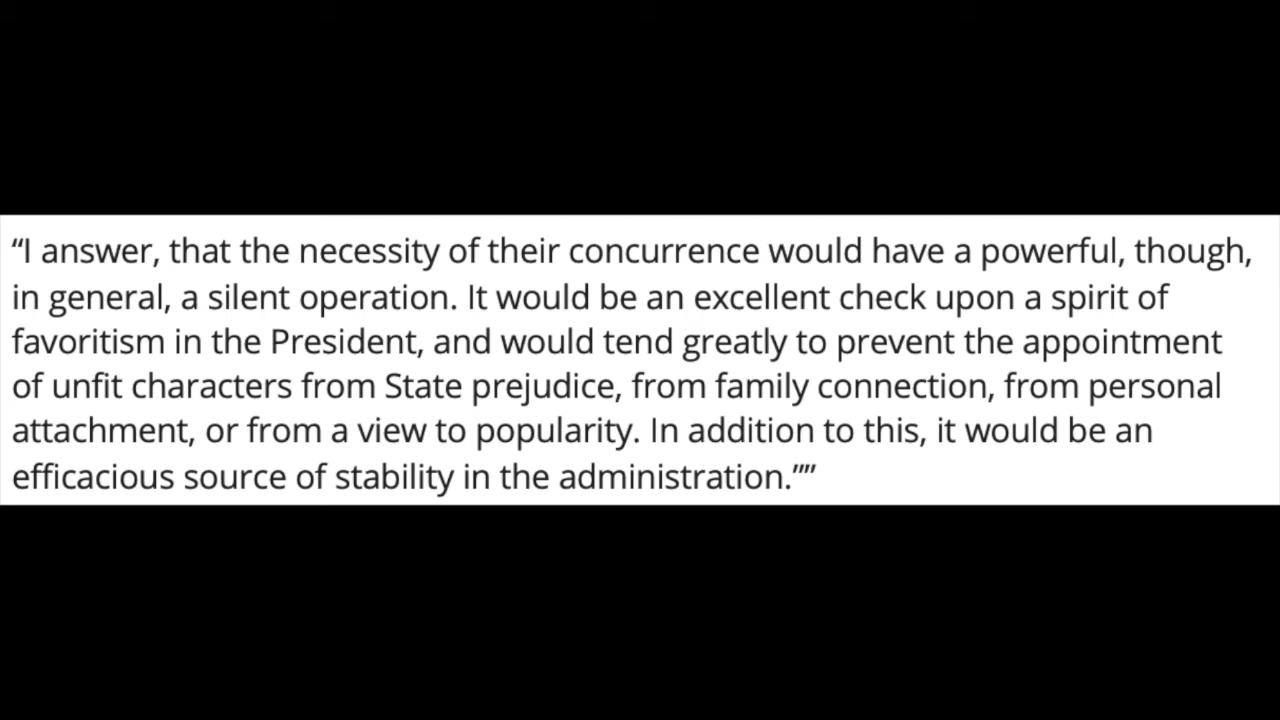 “I answer, that the necessity of their concurrence would have a powerful, though,
in general, a silent operation. It would be an excellent check upon a spirit of
favoritism in the President, and would tend greatly to prevent the appointment
of unfit characters from State prejudice, from family connection, from personal
attachment, or from a view to popularity. In addition to this, it would be an
efficacious source of stability in the administration.””